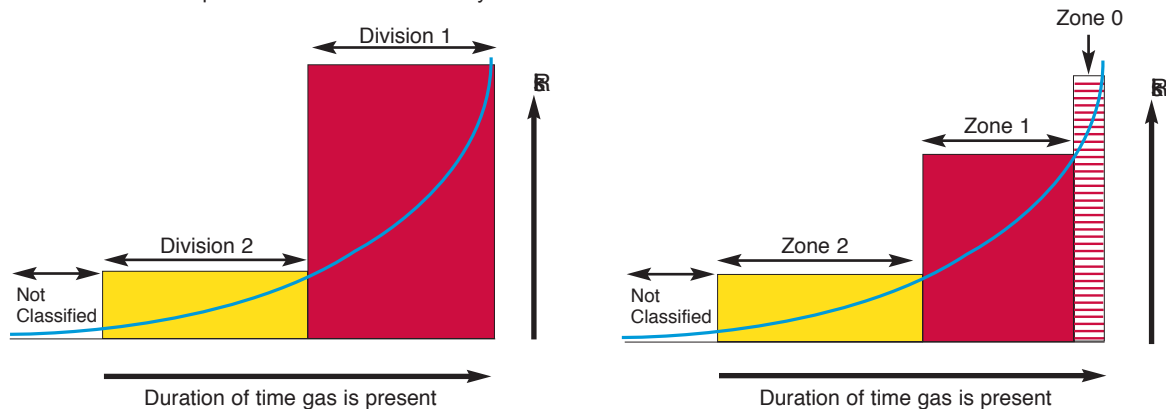 Division 1
Division 2
Not
Classified
Duration of time gas is present
Zone 0
Zone 1
Zone 2
Not
Classified
Duration of time gas is present